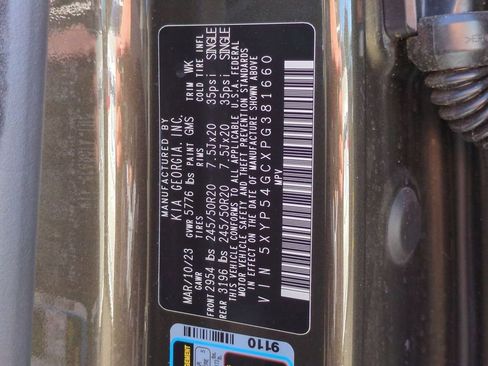 MANUFACTURED BY
KIA GEORGIA, INC.
MAR/10/23 GVWR 5776 lbs PAINT GMS TRIM WK
GAWR TIRES RIMS COLD TIRE INFL
FRONT 2954 lbs 245/50R20 7.5Jx20 35psi SINGLE
REAR 3196 lbs 245/50R20 7.5Jx20 35psi SINGLE
THIS VEHICLE CONFORMS TO ALL APPLICABLE U.S.A. FEDERAL
MOTOR VEHICLE SAFETY AND THEFT PREVENTION STANDARDS
IN EFFECT ON THE DATE OF MANUFACTURE SHOWN ABOVE
VIN 5XYP54GCXPG381660
MPV
9110